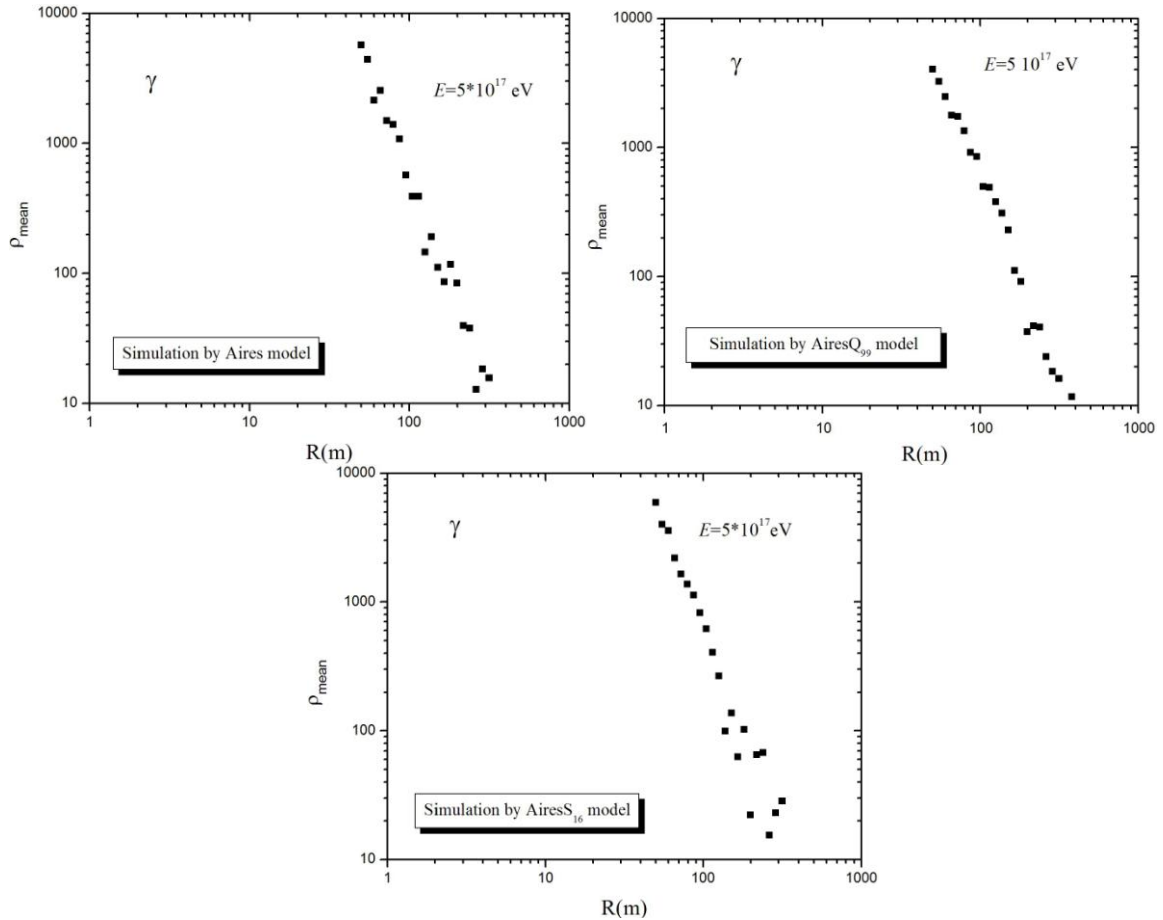 10000
γ
E=5*10^17 eV
1000
ρmean
100
Simulation by Aires model
10
1 10 100 1000
R(m)
10000
γ
E=5 10^17 eV
1000
ρmean
100
Simulation by AiresQ99 model
10
1 10 100 1000
R(m)
10000
γ
E=5*10^17 eV
1000
ρmean
100
Simulation by AiresS16 model
10
1 10 100 1000
R(m)